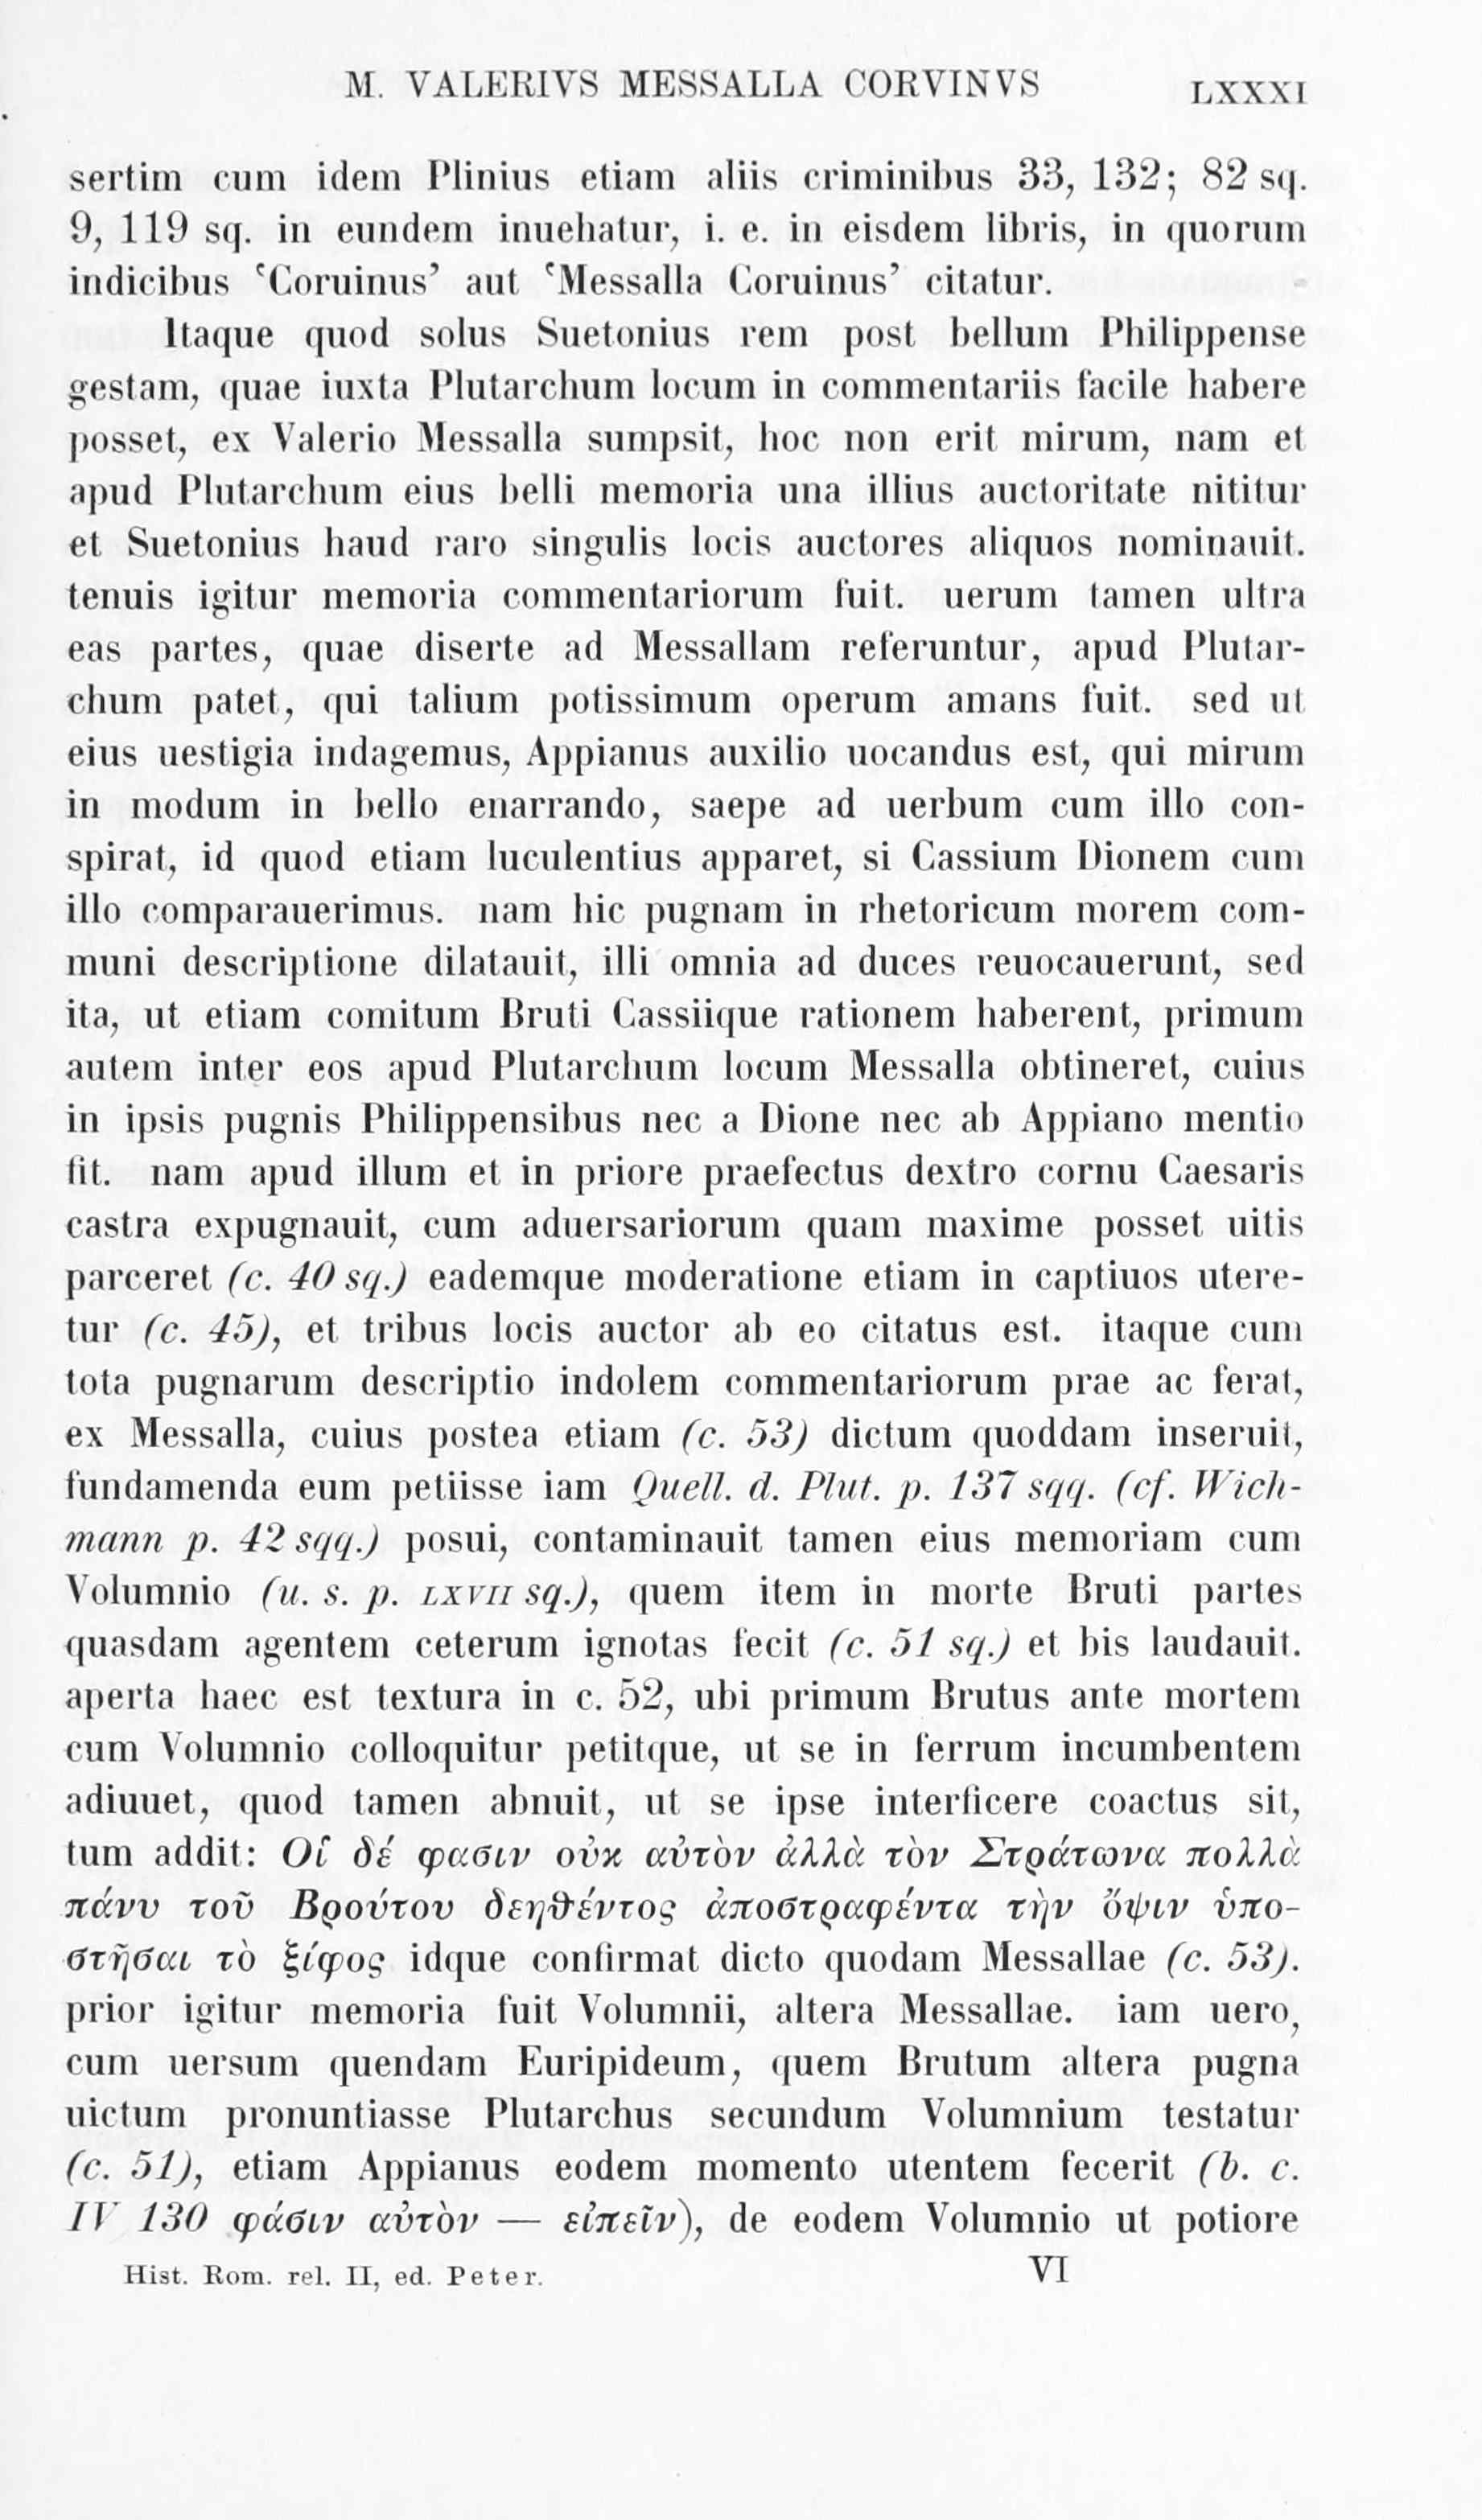 M. VALERIVS MESSALLA CORVINVS LXXXI
sertim cum idem Plinius etiam aliis criminibus 33, 132; 82 sq.
9, 119 sq. in eundem inuehatur, i. e. in eisdem libris, in quorum
indicibus ‘Coruinus’ aut ‘Messalla Coruinus’ citatur.
Itaque quod solus Suetonius rem post bellum Philippense
gestam, quae iuxta Plutarchum locum in commentariis facile habere
posset, ex Valerio Messalla sumpsit, hoc non erit mirum, nam et
apud Plutarchum eius belli memoria una illius auctoritate nititur
et Suetonius haud raro singulis locis auctores aliquos nominauit.
tenuis igitur memoria commentariorum fuit. uerum tamen ultra
eas partes, quae diserte ad Messallam referuntur, apud Plutar-
chum patet, qui talium potissimum operum amans fuit. sed ut
eius uestigia indagemus, Appianus auxilio uocandus est, qui mirum
in modum in bello enarrando, saepe ad uerbum cum illo con-
spirat, id quod etiam luculentius apparet, si Cassium Dionem cum
illo comparauerimus. nam hic pugnam in rhetoricum morem com-
muni descriptione dilatauit, illi omnia ad duces reuocauerunt, sed
ita, ut etiam comitum Bruti Cassiique rationem haberent, primum
autem inter eos apud Plutarchum locum Messalla obtineret, cuius
in ipsis pugnis Philippensibus nec a Dione nec ab Appiano mentio
fit. nam apud illum et in priore praefectus dextro cornu Caesaris
castra expugnauit, cum aduersariorum quam maxime posset uitis
parceret (c. 40 sq.) eademque moderatione etiam in captiuos utere-
tur (c. 45), et tribus locis auctor ab eo citatus est. itaque cum
tota pugnarum descriptio indolem commentariorum prae ac ferat,
ex Messalla, cuius postea etiam (c. 53) dictum quoddam inseruit,
fundamenda eum petiisse iam Quell. d. Plut. p. 137 sqq. (cf. Wich-
mann p. 42 sqq.) posui, contaminauit tamen eius memoriam cum
Volumnio (u. s. p. LXVII sq.), quem item in morte Bruti partes
quasdam agentem ceterum ignotas fecit (c. 51 sq.) et bis laudauit.
aperta haec est textura in c. 52, ubi primum Brutus ante mortem
cum Volumnio colloquitur petitque, ut se in ferrum incumbentem
adiuuet, quod tamen abnuit, ut se ipse interficere coactus sit,
tum addit: Οἵ δέ φασιν οὐκ αὐτὸν ἀλλὰ τὸν Στράτωνα πολλὰ
πάνυ τοῦ Βρούτου δεηθέντος ἀποστραφέντα τὴν ὄψιν ὑπο-
στῆσαι τὸ ξίφος idque confirmat dicto quodam Messallae (c. 53).
prior igitur memoria fuit Volumnii, altera Messallae. iam uero,
cum uersum quendam Euripideum, quem Brutum altera pugna
uictum pronuntiasse Plutarchus secundum Volumnium testatur
(c. 51), etiam Appianus eodem momento utentem fecerit (b. c.
IV 130 φάσιν αὐτὸν — εἰπεῖν), de eodem Volumnio ut potiore
Hist. Rom. rel. II, ed. Peter. VI